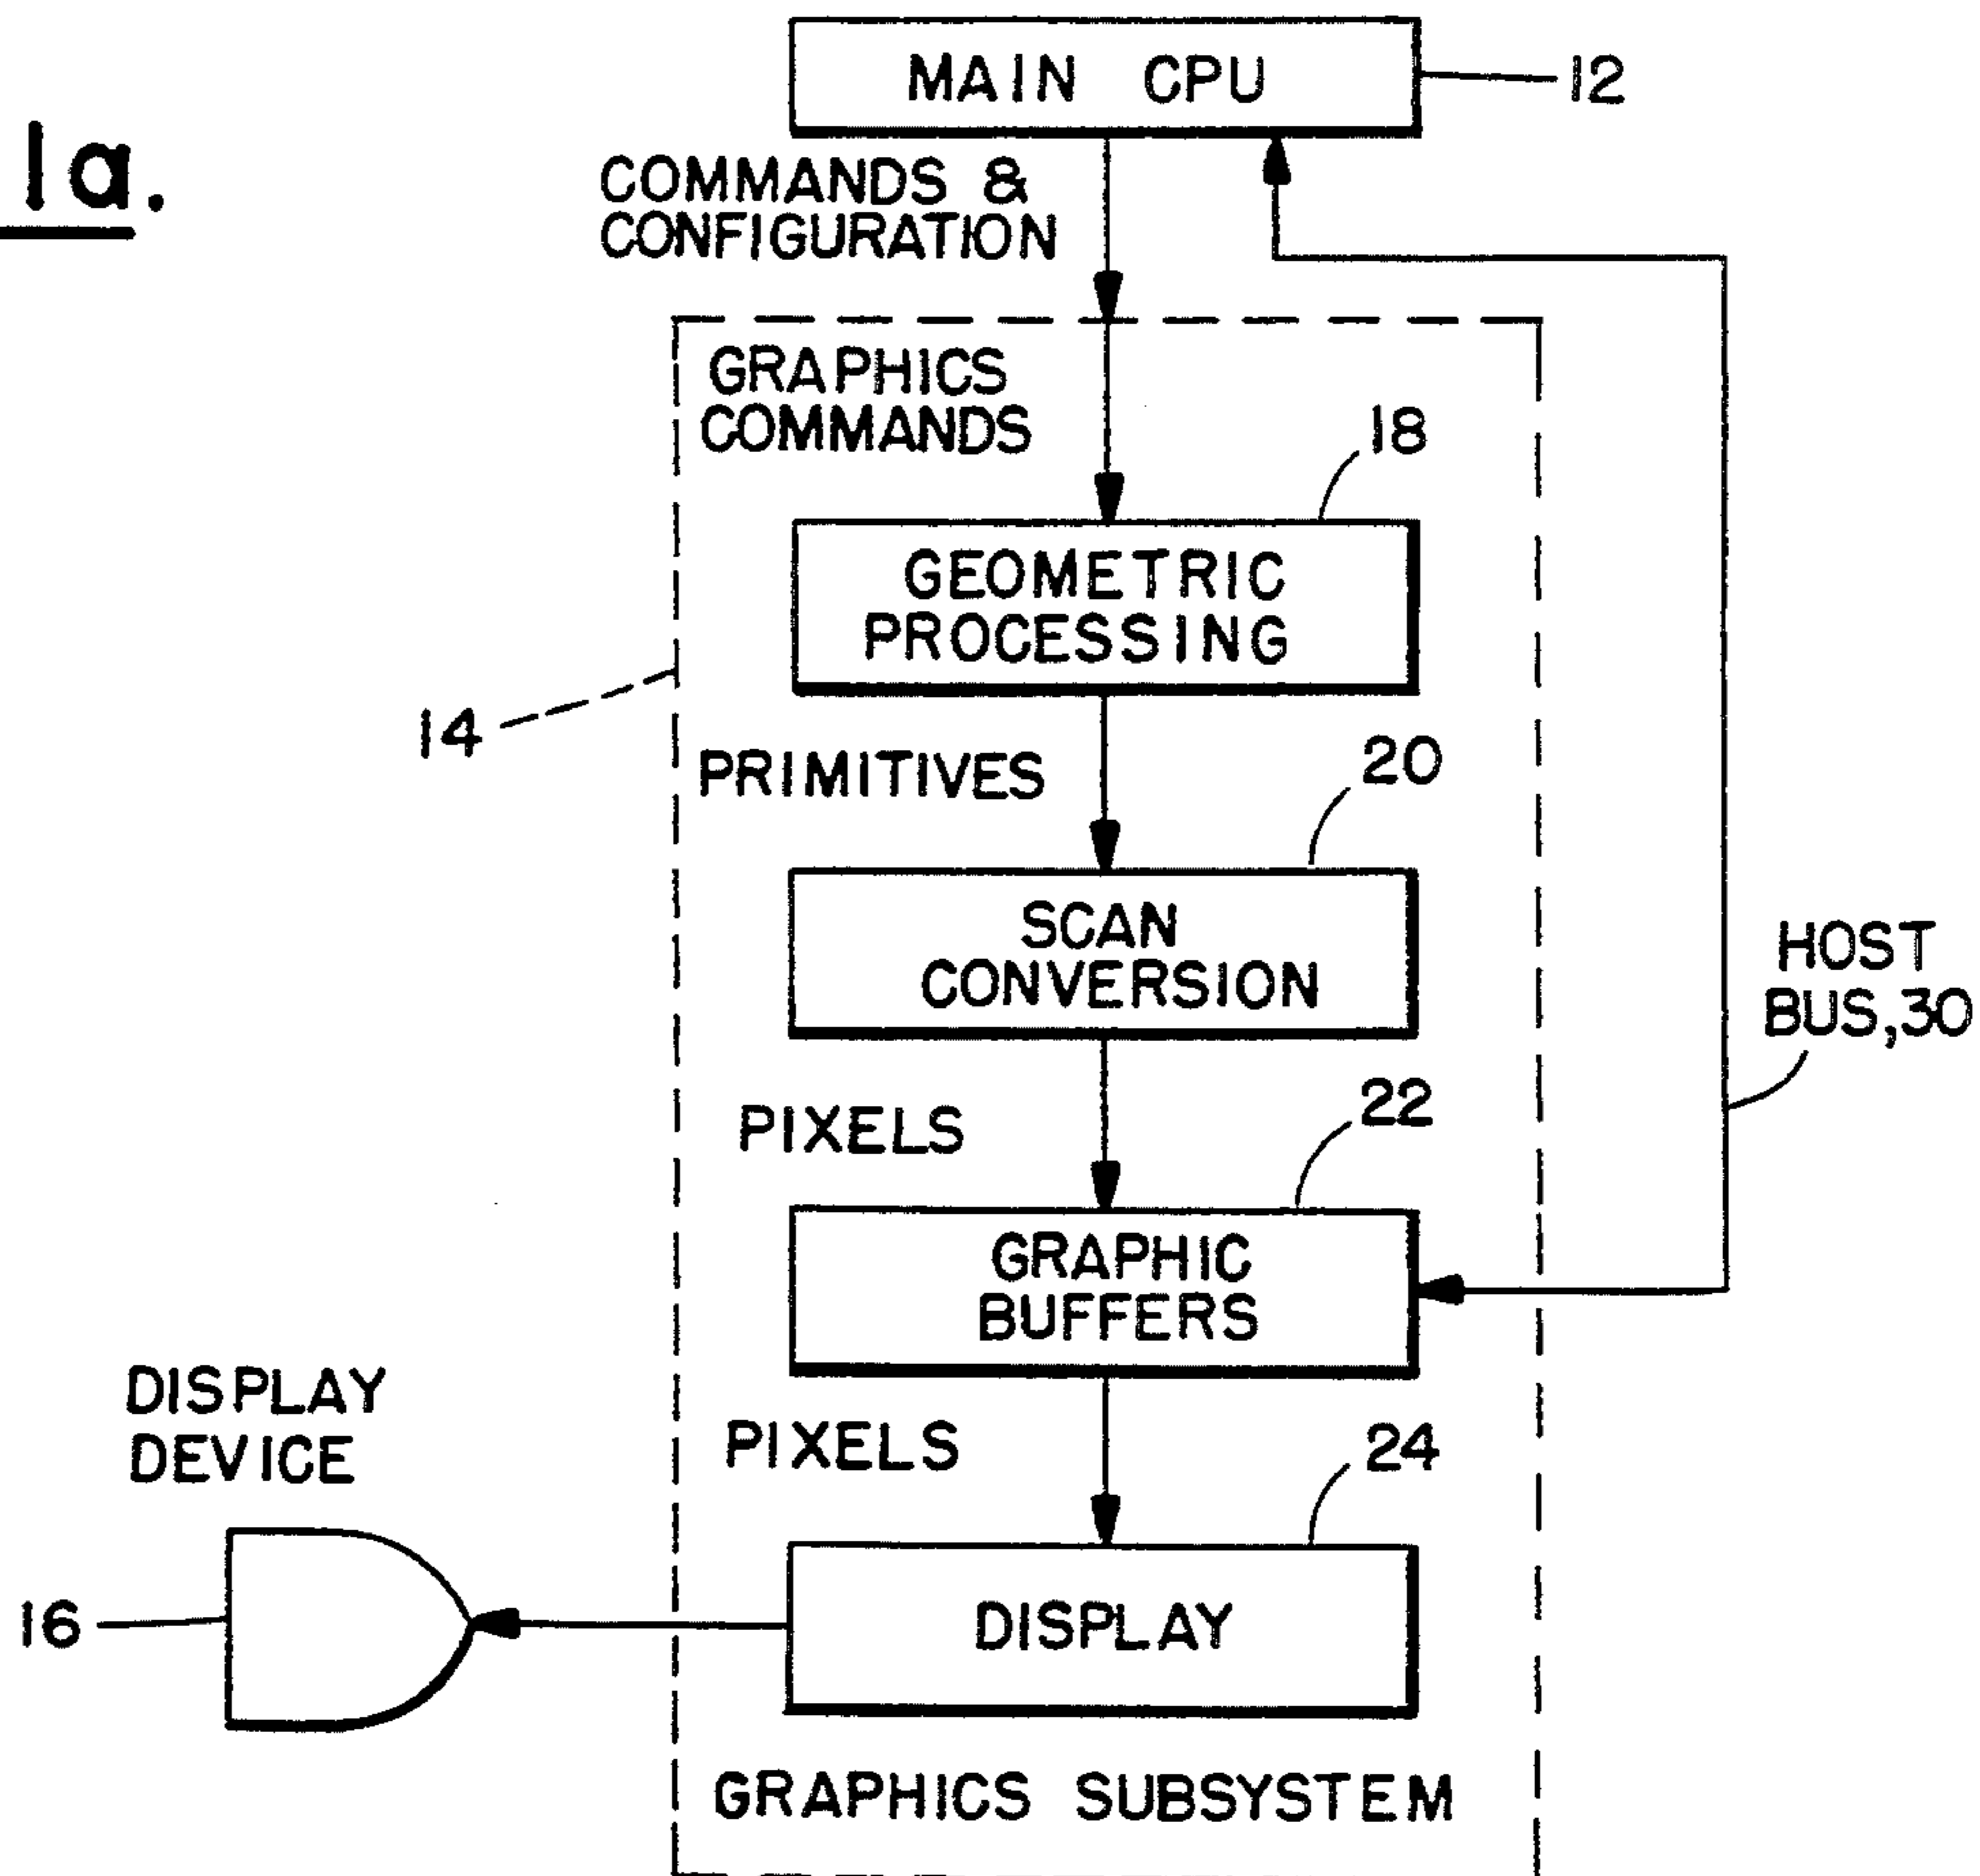 1a.
MAIN CPU
12
COMMANDS &
CONFIGURATION
GRAPHICS
COMMANDS
18
GEOMETRIC
PROCESSING
14
PRIMITIVES
20
SCAN
CONVERSION
HOST
BUS,30
PIXELS
22
GRAPHIC
BUFFERS
DISPLAY
DEVICE
PIXELS
24
16
DISPLAY
GRAPHICS SUBSYSTEM